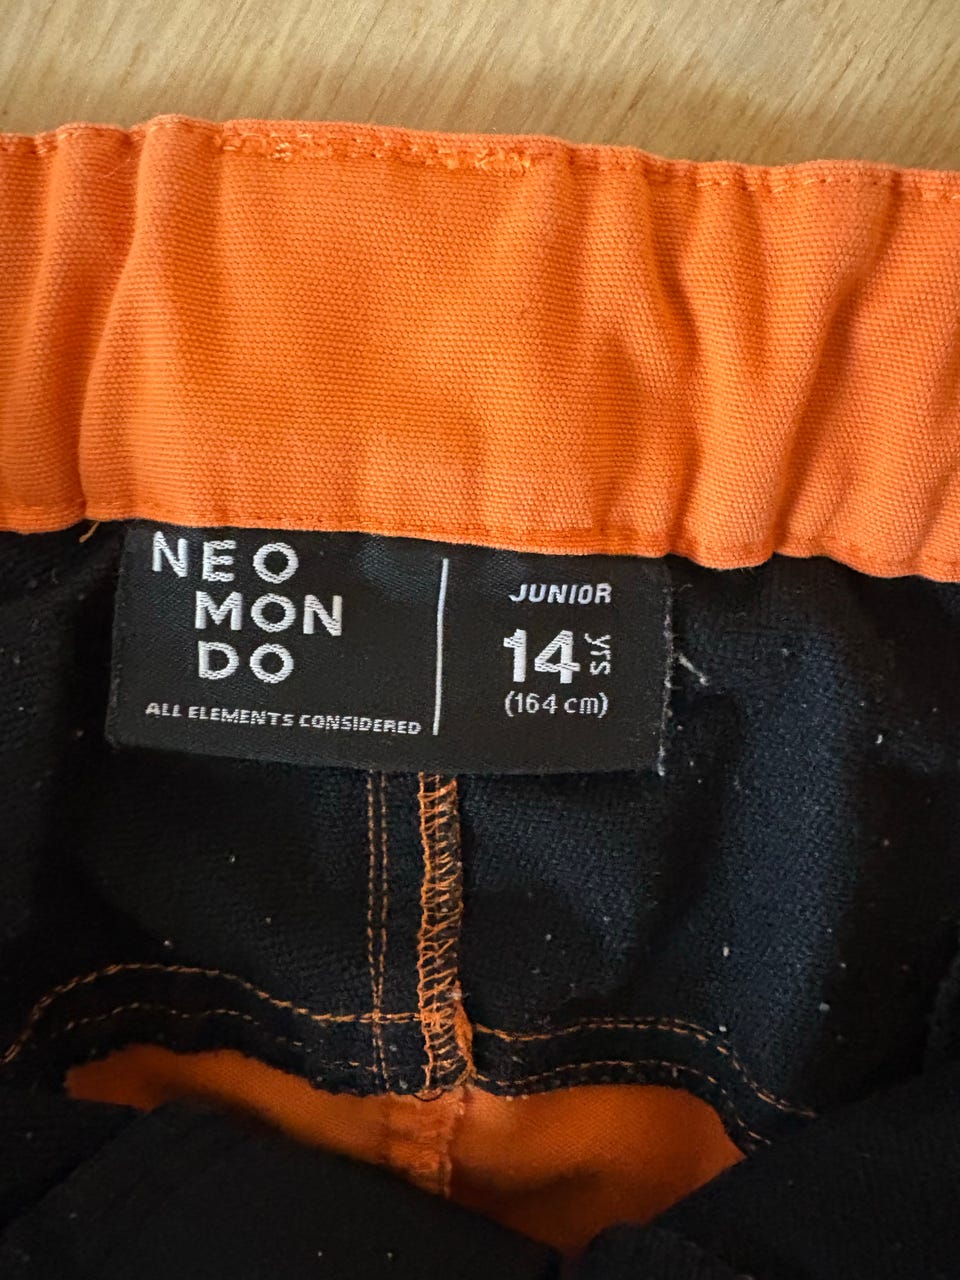 NEO
MON
DO
ALL ELEMENTS CONSIDERED
JUNIOR
14 yrs
(164 cm)